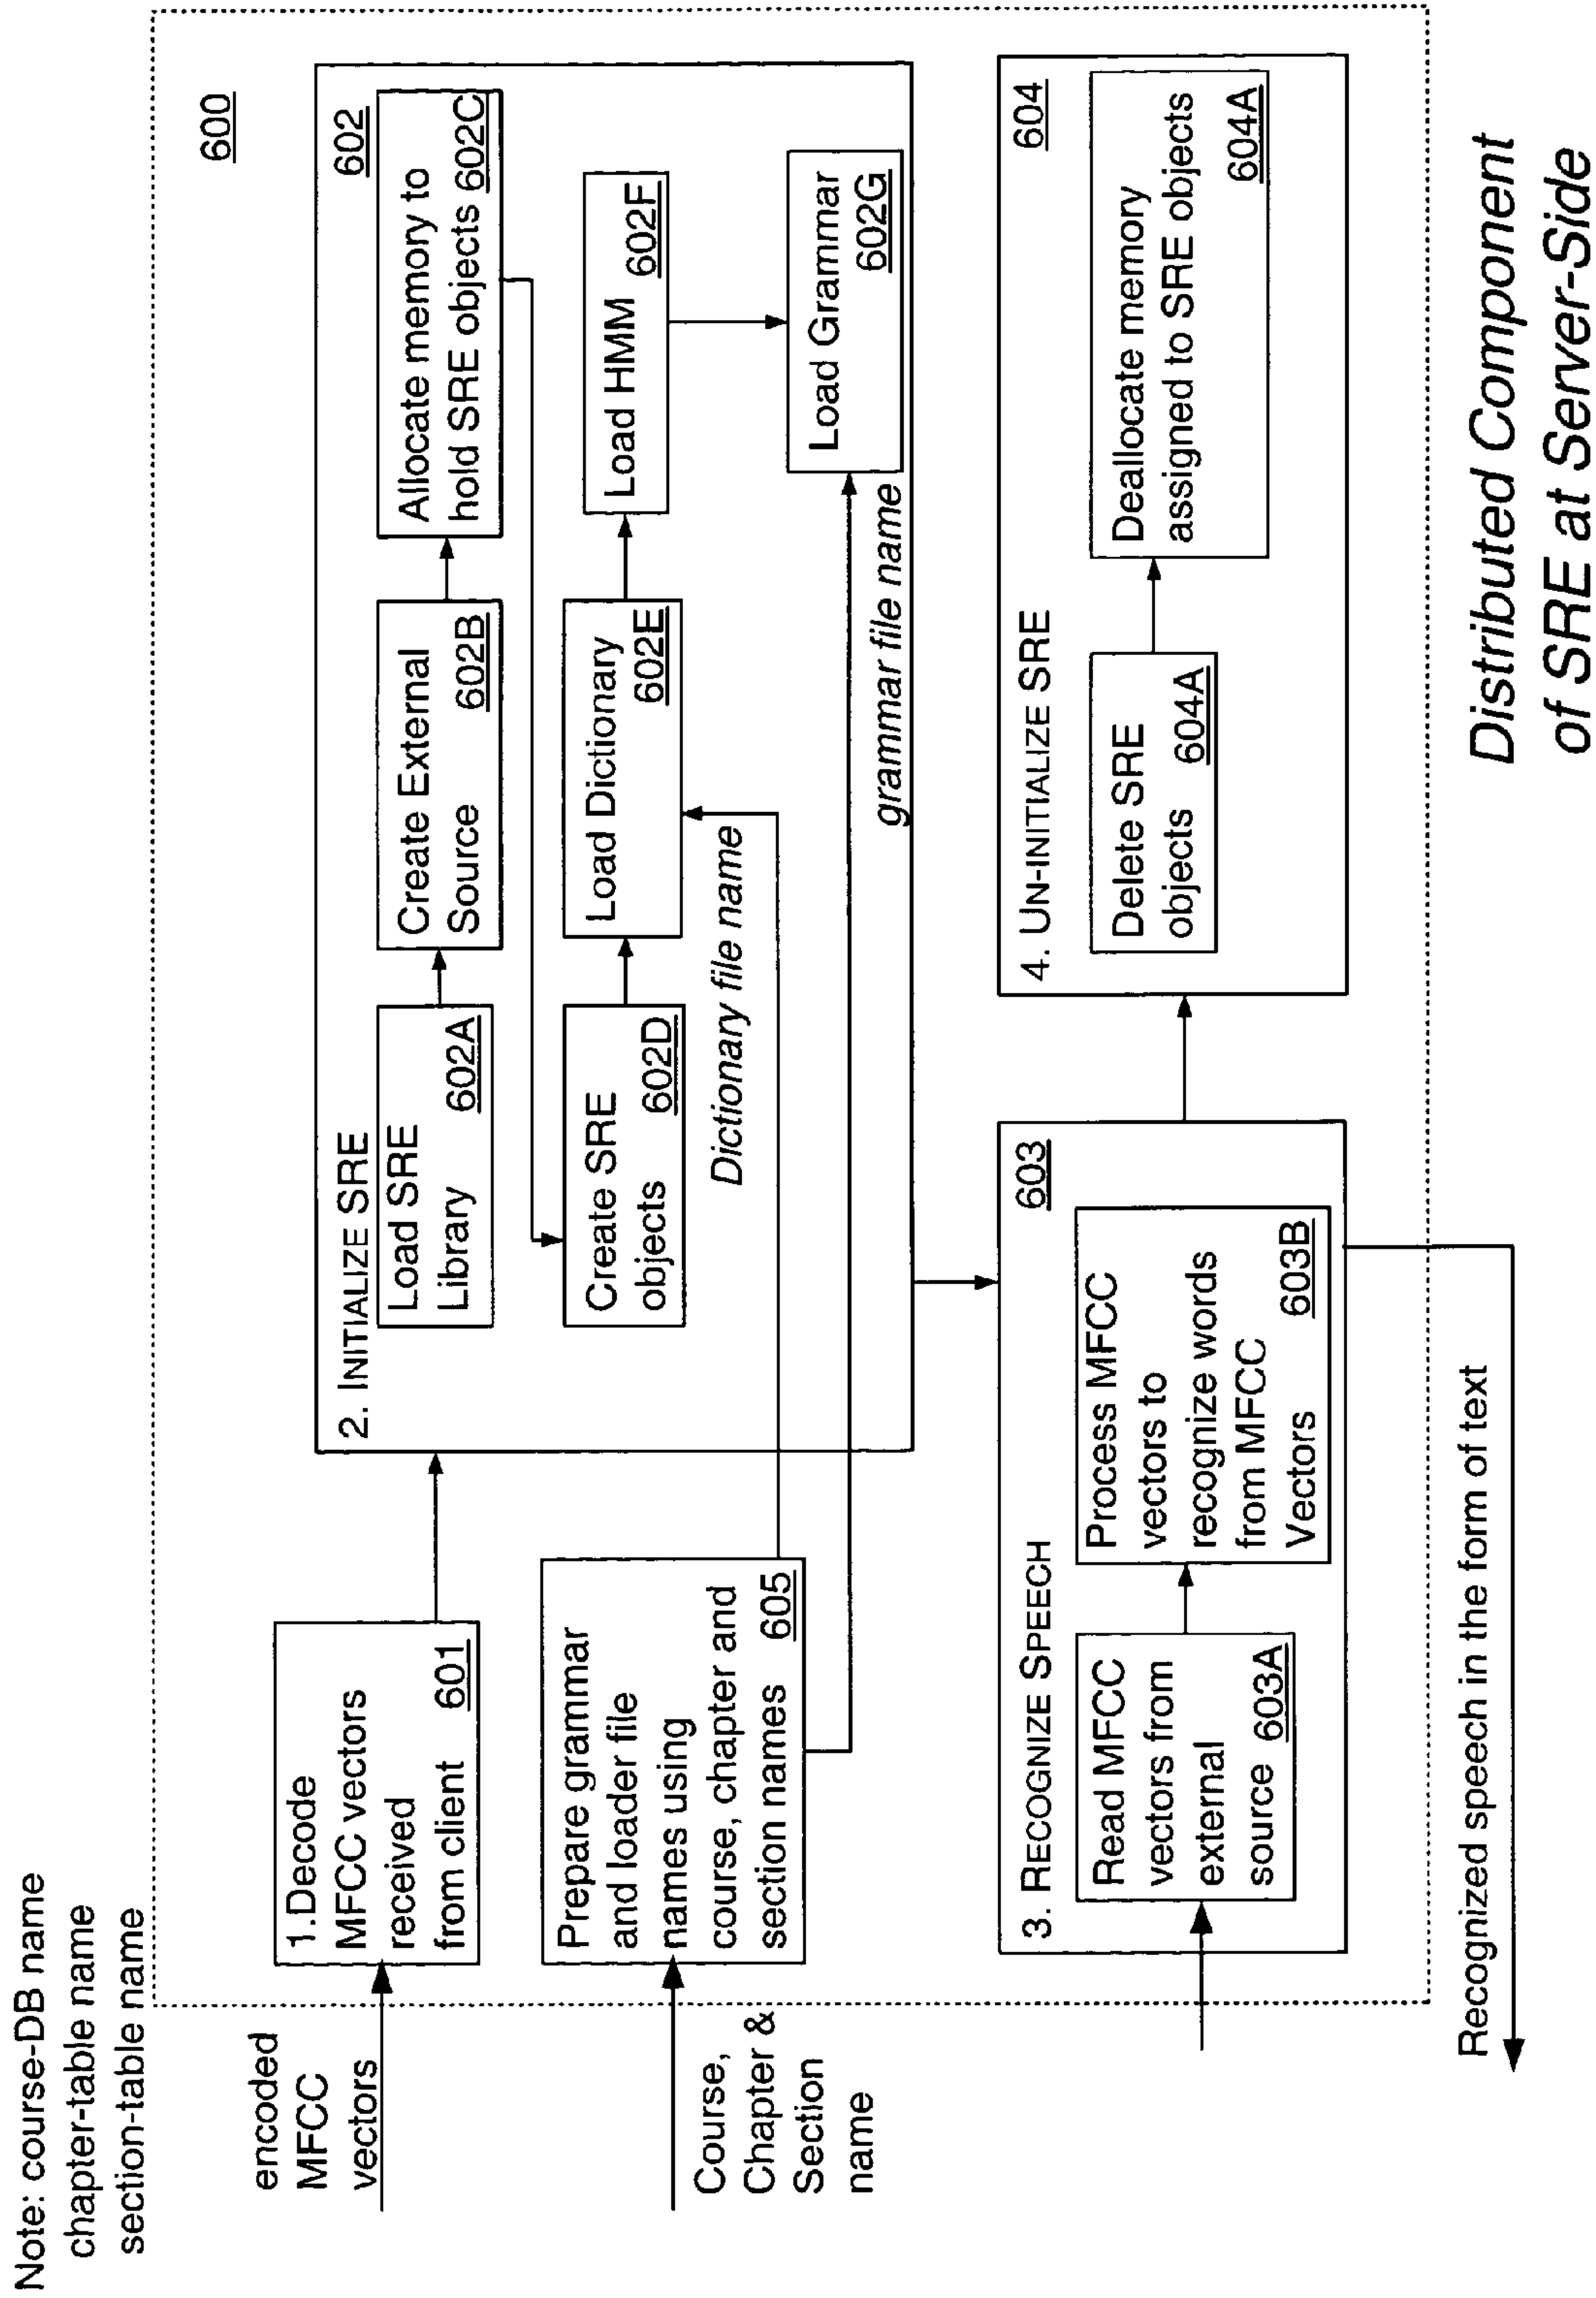 Note: course-DB name
chapter-table name
section-table name
600
encoded
MFCC
vectors
1.Decode
MFCC vectors
received
from client 601
2. INITIALIZE SRE
602
Load SRE
Library 602A
Create External
Source 602B
Allocate memory to
hold SRE objects 602C
Create SRE
objects 602D
Load Dictionary
602E
Load HMM
602F
Dictionary file name
Load Grammar
602G
grammar file name
Course,
Chapter &
Section
name
Prepare grammar
and loader file
names using
course, chapter and
section names 605
3. RECOGNIZE SPEECH
603
Read MFCC
vectors from
external
source 603A
Process MFCC
vectors to
recognize words
from MFCC
Vectors 603B
4. UN-INITIALIZE SRE
604
Delete SRE
objects 604A
Deallocate memory
assigned to SRE objects
604A
Recognized speech in the form of text
Distributed Component
of SRE at Server-Side